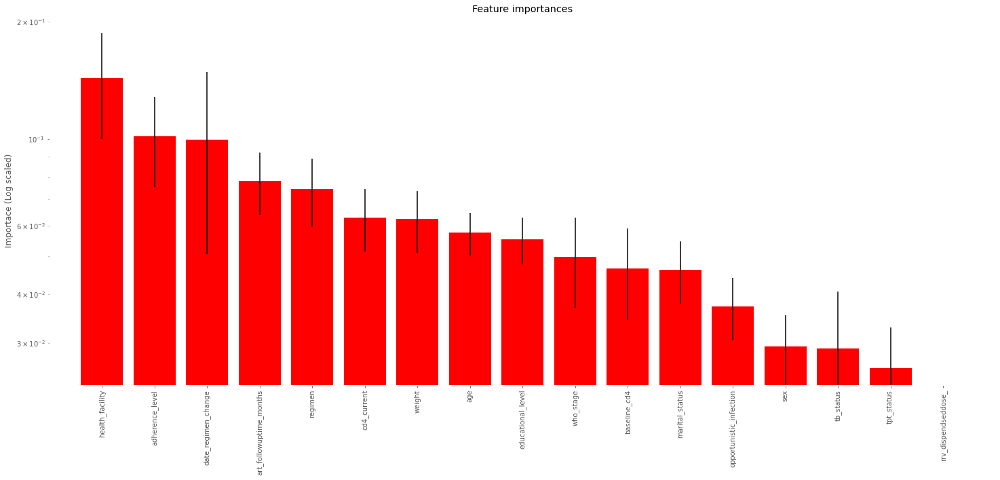 Feature importances
Importace (Log scaled)
2 × 10⁻¹
10⁻¹
6 × 10⁻²
4 × 10⁻²
3 × 10⁻²
health_facility
adherence_level
date_regimen_change
art_followuptime_months
regimen
cd4_current
weight
age
educational_level
who_stage
baseline_cd4
marital_status
opportunistic_infection
sex
tb_status
tpt_status
rrv_dispendseddose_